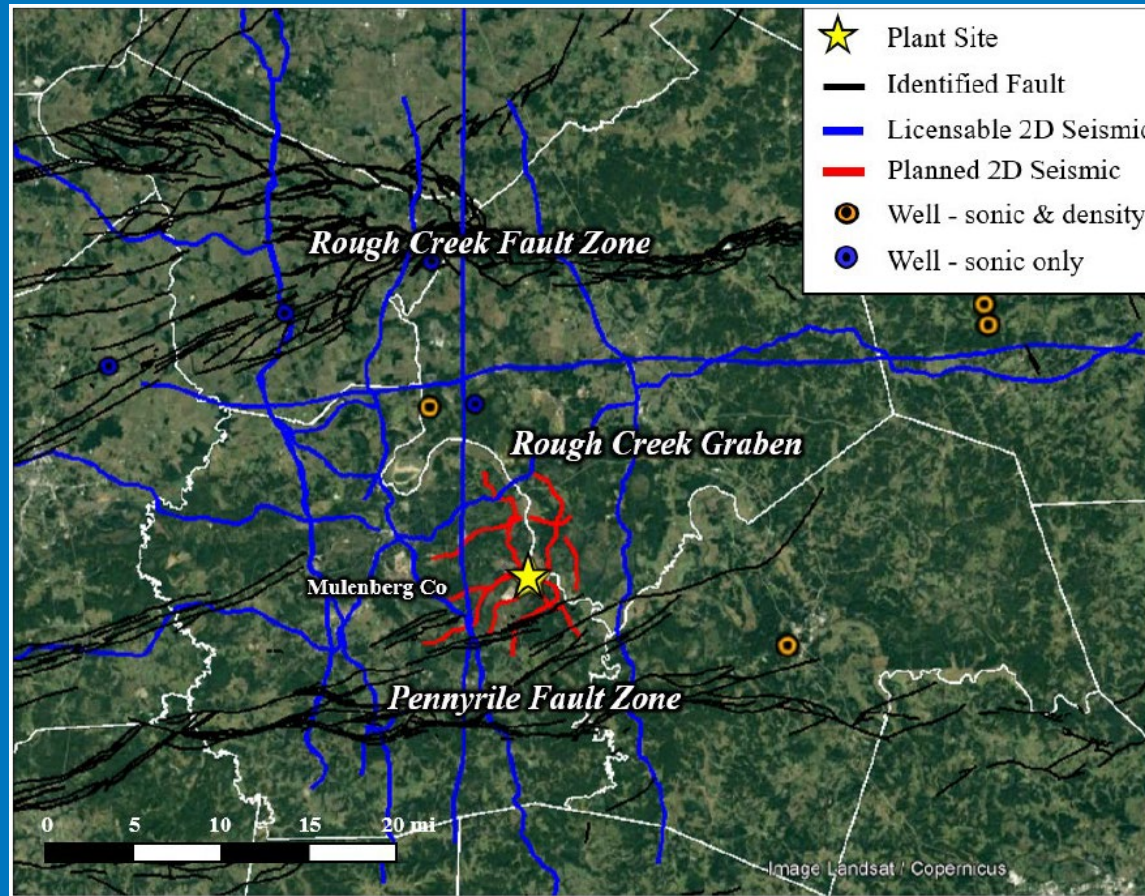 Plant Site
Identified Fault
Licensable 2D Seismic
Planned 2D Seismic
Well - sonic & density
Well - sonic only
Rough Creek Fault Zone
Rough Creek Graben
Mulenberg Co
Pennyrile Fault Zone
0 5 10 15 20 mi
Image Landsat / Copernicus